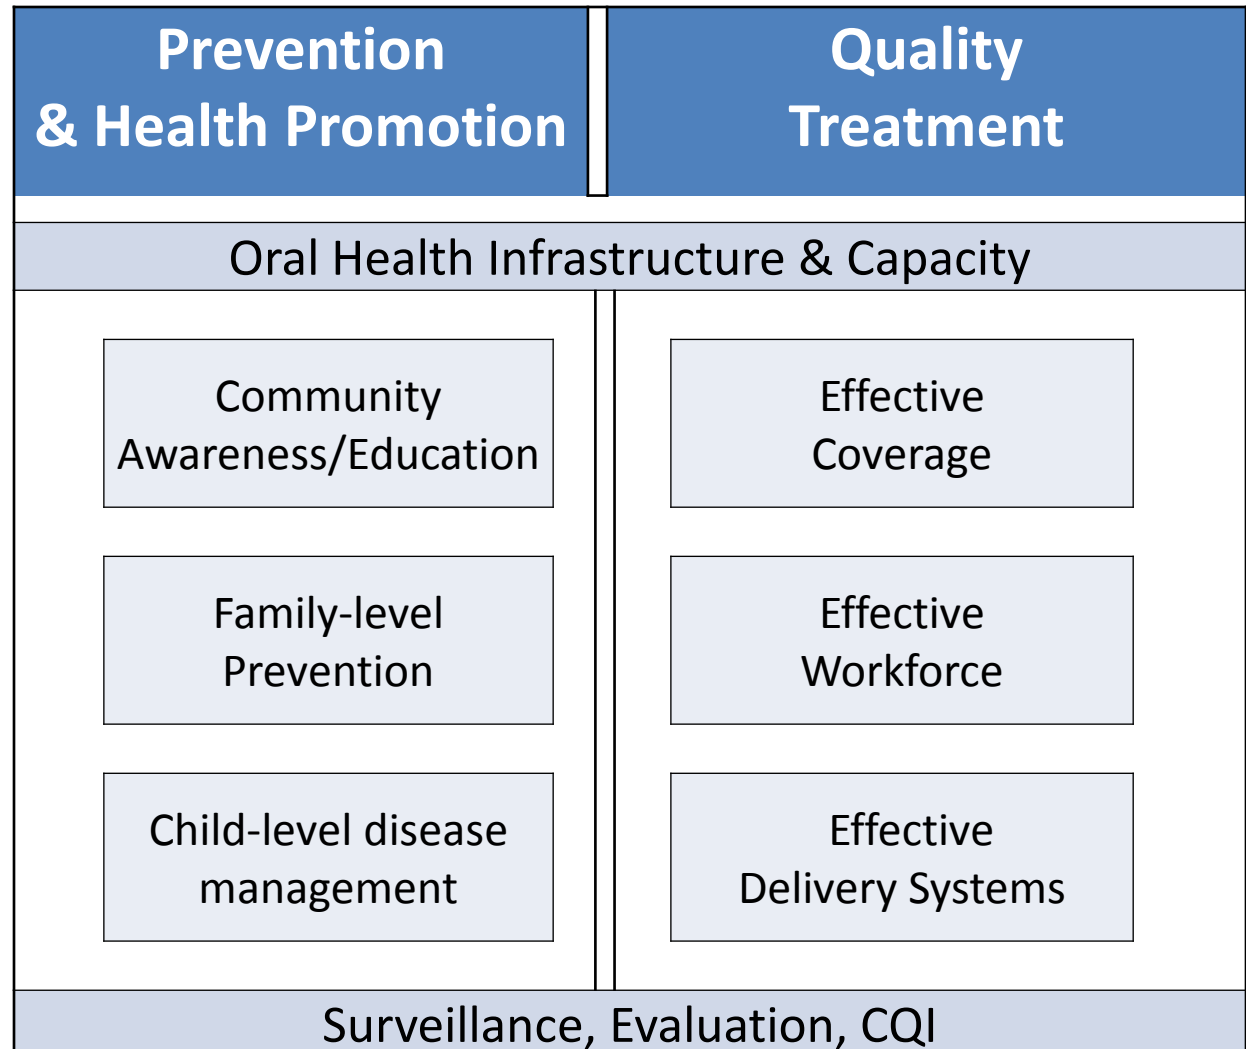 Prevention
& Health Promotion
Quality
Treatment
Oral Health Infrastructure & Capacity
Community
Awareness/Education
Effective
Coverage
Family-level
Prevention
Effective
Workforce
Child-level disease
management
Effective
Delivery Systems
Surveillance, Evaluation, CQI